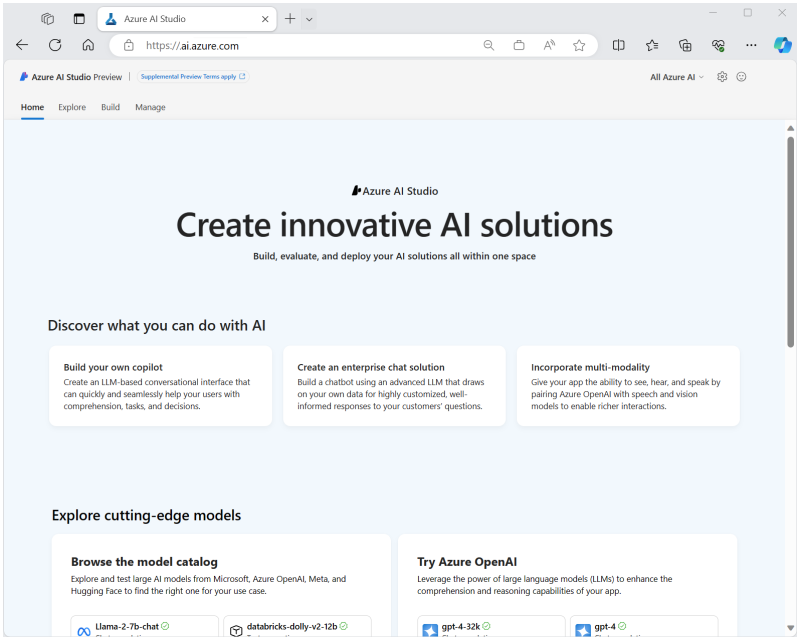 Azure AI Studio
https://ai.azure.com
Azure AI Studio Preview
Supplemental Preview Terms apply
All Azure AI
Home
Explore
Build
Manage
Azure AI Studio
Create innovative AI solutions
Build, evaluate, and deploy your AI solutions all within one space
Discover what you can do with AI
Build your own copilot
Create an LLM-based conversational interface that
can quickly and seamlessly help your users with
comprehension, tasks, and decisions.
Create an enterprise chat solution
Build a chatbot using an advanced LLM that draws
on your own data for highly customized, well-
informed responses to your customers' questions.
Incorporate multi-modality
Give your app the ability to see, hear, and speak by
pairing Azure OpenAI with speech and vision
models to enable richer interactions.
Explore cutting-edge models
Browse the model catalog
Explore and test large AI models from Microsoft, Azure OpenAI, Meta, and
Hugging Face to find the right one for your use case.
Llama-2-7b-chat
databricks-dolly-v2-12b
Try Azure OpenAI
Leverage the power of large language models (LLMs) to enhance the
comprehension and reasoning capabilities of your app.
gpt-4-32k
gpt-4